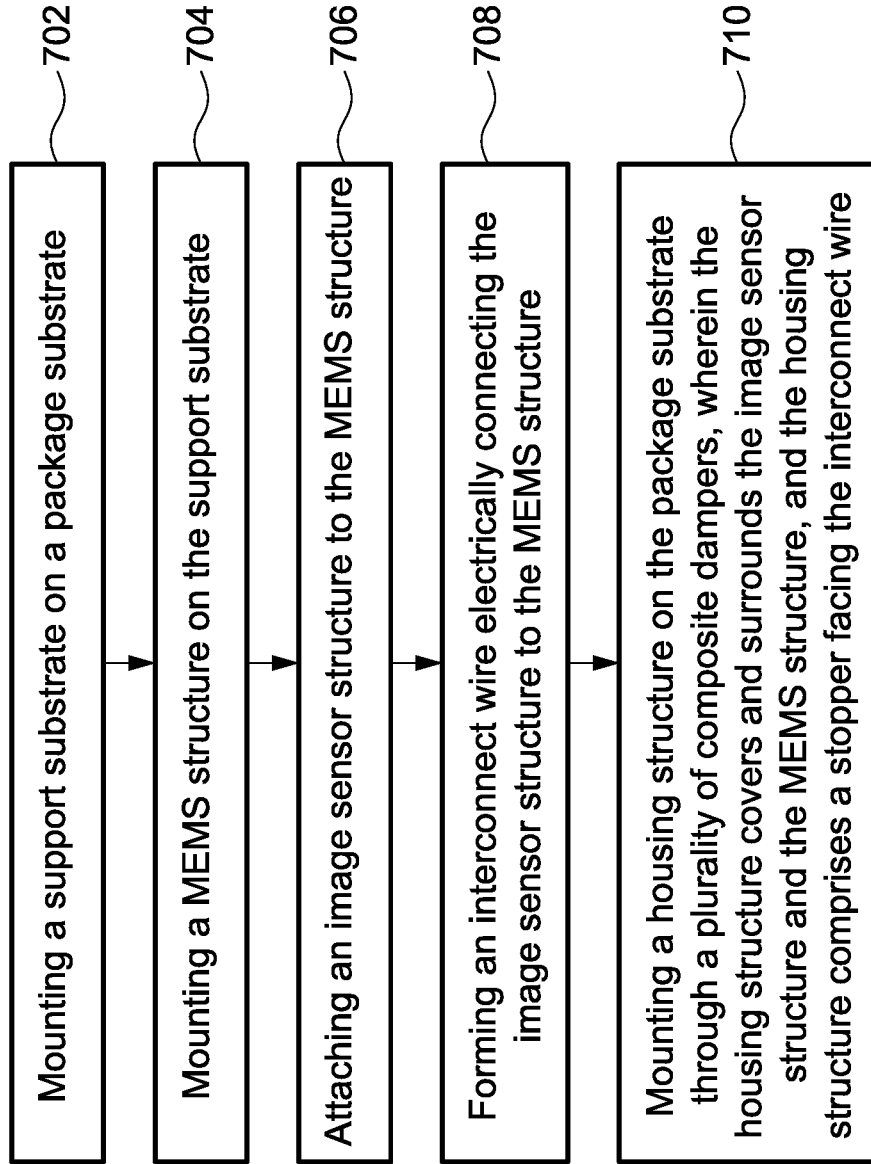 Mounting a support substrate on a package substrate
702
Mounting a MEMS structure on the support substrate
704
Attaching an image sensor structure to the MEMS structure
706
Forming an interconnect wire electrically connecting the
image sensor structure to the MEMS structure
708
Mounting a housing structure on the package substrate
through a plurality of composite dampers, wherein the
housing structure covers and surrounds the image sensor
structure and the MEMS structure, and the housing
structure comprises a stopper facing the interconnect wire
710